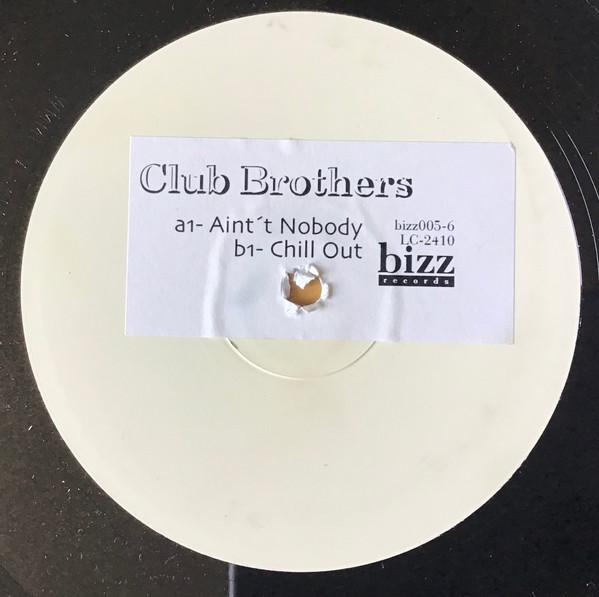 Club Brothers
a1- Aint´t Nobody
b1- Chill Out
bizz005-6
LC-2410
bizz
records